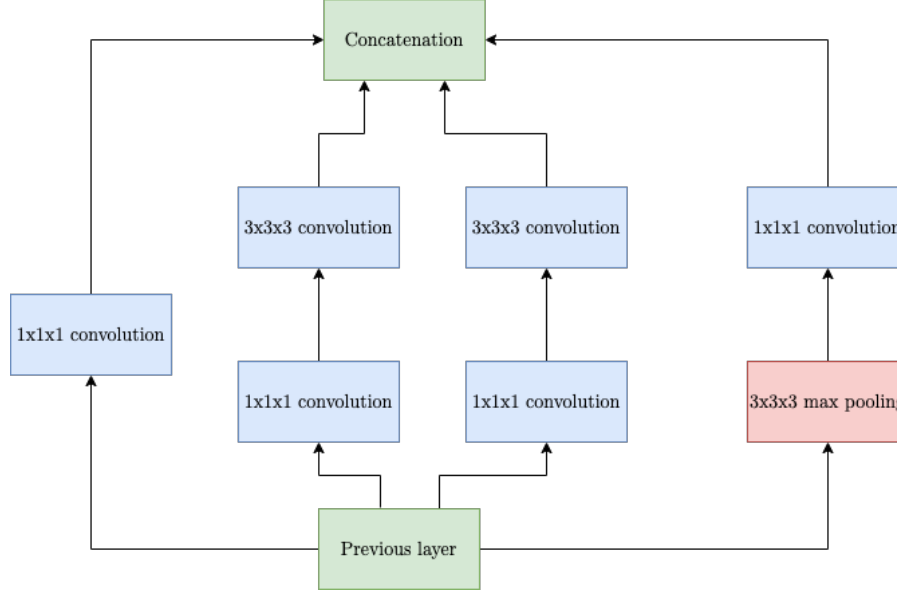 Concatenation
3x3x3 convolution
3x3x3 convolution
1x1x1 convolution
1x1x1 convolution
1x1x1 convolution
1x1x1 convolution
3x3x3 max pooling
Previous layer